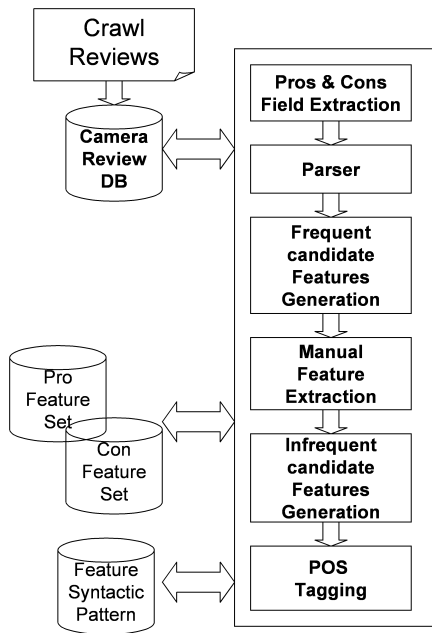 Crawl
Reviews
Camera
Review
DB
Pros & Cons
Field Extraction
Parser
Frequent
candidate
Features
Generation
Manual
Feature
Extraction
Infrequent
candidate
Features
Generation
POS
Tagging
Pro
Feature
Set
Con
Feature
Set
Feature
Syntactic
Pattern